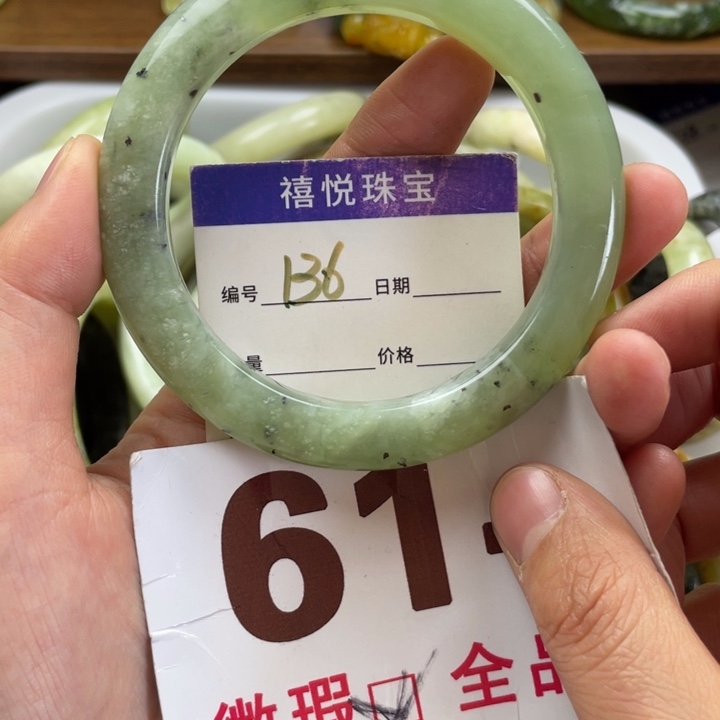 禧悦珠宝
编号 136 日期
量 价格
61
微瑕 ☑ 全品